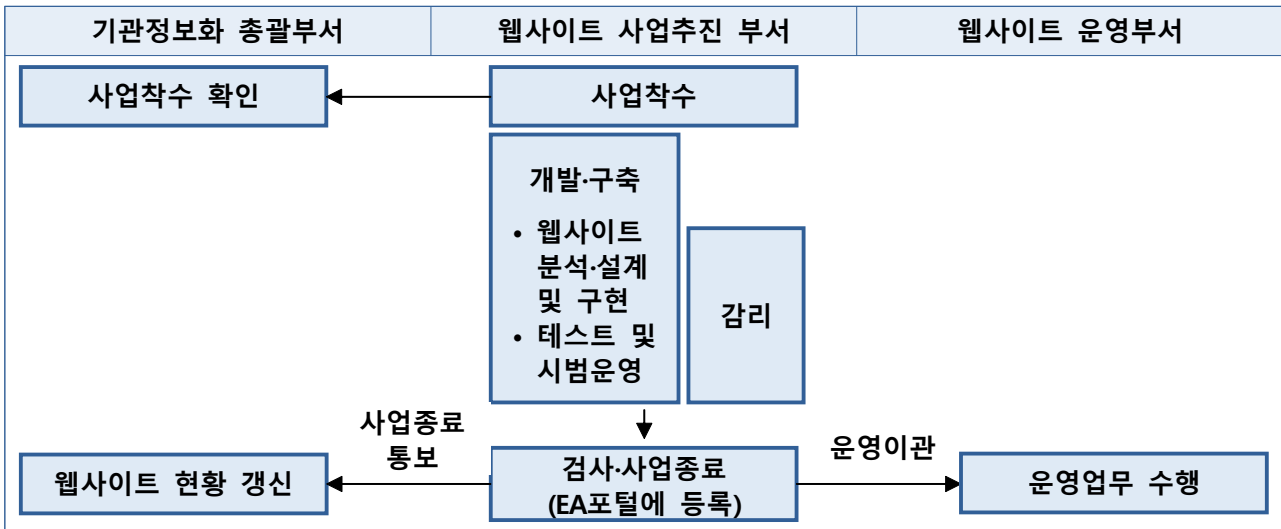 기관정보화 총괄부서
웹사이트 사업추진 부서
웹사이트 운영부서
사업착수 확인
사업착수
개발·구축
• 웹사이트
분석·설계
및 구현
• 테스트 및
시범운영
감리
사업종료
통보
운영이관
웹사이트 현황 갱신
검사·사업종료
(EA포털에 등록)
운영업무 수행